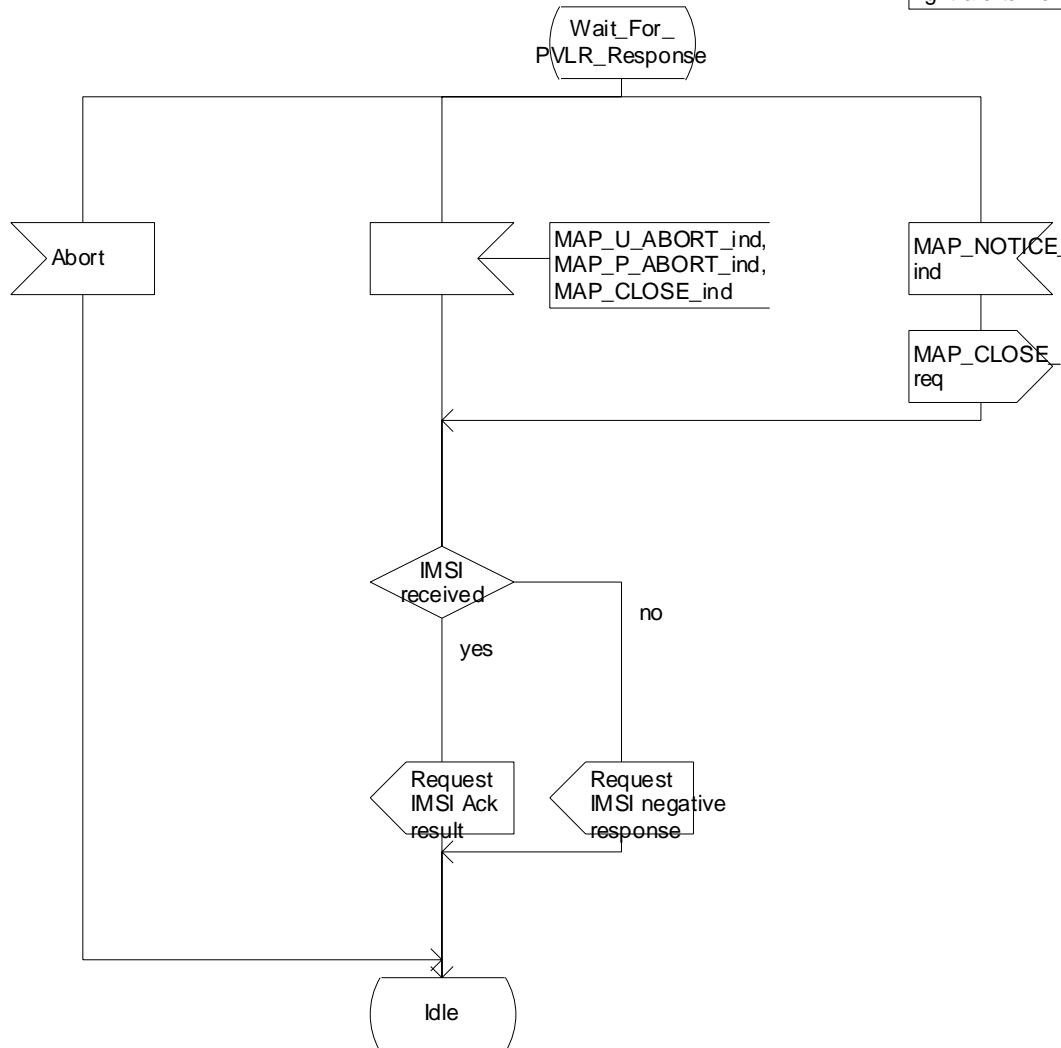 Wait_For_
PVLR_Response
Abort
MAP_U_ABORT_ind,
MAP_P_ABORT_ind,
MAP_CLOSE_ind
MAP_NOTICE_
ind
MAP_CLOSE_
req
IMSI
received
no
yes
Request
IMSI Ack
result
Request
IMSI negative
response
Idle